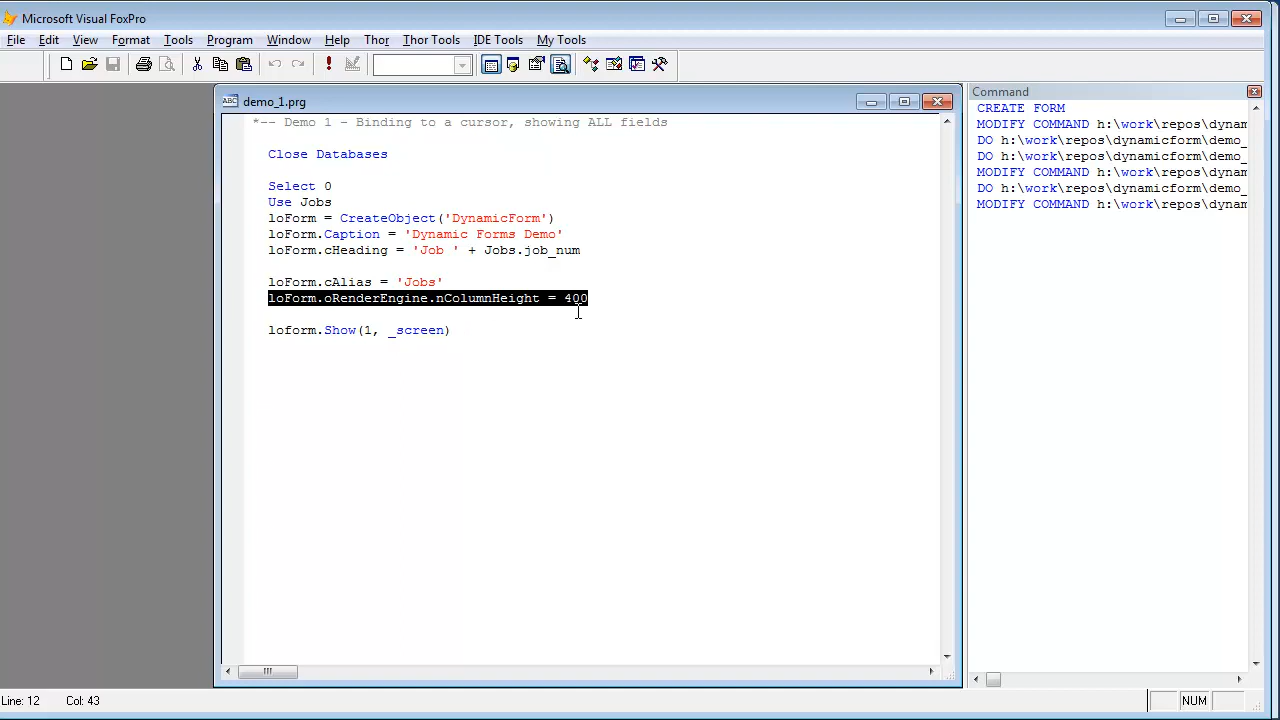 Microsoft Visual FoxPro
File Edit View Format Tools Program Window Help Thor Thor Tools IDE Tools My Tools
ABC demo_1.prg
*-- Demo 1 - Binding to a cursor, showing ALL fields
Close Databases
Select 0
Use Jobs
loForm = CreateObject('DynamicForm')
loForm.Caption = 'Dynamic Forms Demo'
loForm.cHeading = 'Job ' + Jobs.job_num
loForm.cAlias = 'Jobs'
loForm.oRenderEngine.nColumnHeight = 400
loform.Show(1, _screen)
Command
CREATE FORM
MODIFY COMMAND h:\work\repos\dynam
DO h:\work\repos\dynamicform\demo_
DO h:\work\repos\dynamicform\demo_
MODIFY COMMAND h:\work\repos\dynam
DO h:\work\repos\dynamicform\demo_
MODIFY COMMAND h:\work\repos\dynam
Line: 12 Col: 43 NUM